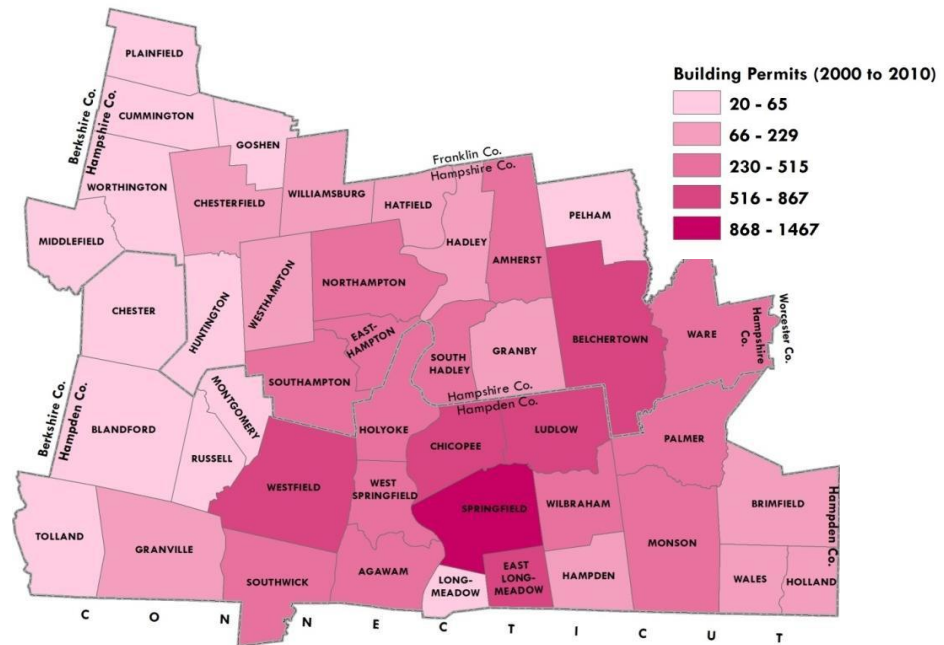 PLAINFIELD
CUMMINGTON
GOSHEN
Berkshire Co.
Hampshire Co.
WORTHINGTON
CHESTERFIELD
WILLIAMSBURG
HATFIELD
Franklin Co.
Hampshire Co.
PELHAM
MIDDLEFIELD
HADLEY
AMHERST
NORTHAMPTON
WESTHAMPTON
CHESTER
HUNTINGTON
EAST-
HAMPTON
SOUTH
HADLEY
GRANBY
BELCHERTOWN
WARE
Hampshire
Co.
Worcester Co.
SOUTHAMPTON
MONTGOMERY
Hampshire Co.
Hampden Co.
Berkshire Co.
Hampden Co.
BLANDFORD
RUSSELL
HOLYOKE
CHICOPEE
LUDLOW
PALMER
WESTFIELD
WEST
SPRINGFIELD
SPRINGFIELD
WILBRAHAM
BRIMFIELD
Hampden Co.
TOLLAND
GRANVILLE
SOUTHWICK
AGAWAM
LONG-
MEADOW
EAST
LONG-
MEADOW
HAMPDEN
MONSON
WALES
HOLLAND
C O N N E C T I C U T
Building Permits (2000 to 2010)
20 - 65
66 - 229
230 - 515
516 - 867
868 - 1467